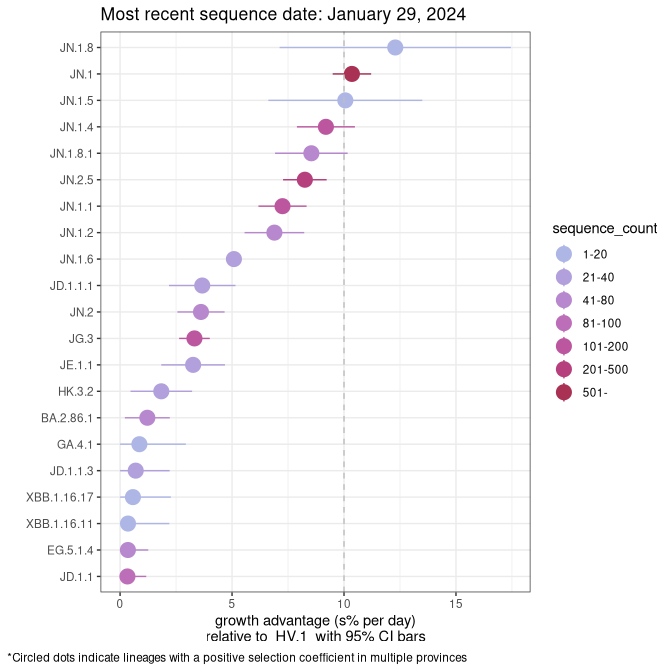 Most recent sequence date: January 29, 2024
JN.1.8
JN.1
JN.1.5
JN.1.4
JN.1.8.1
JN.2.5
JN.1.1
JN.1.2
JN.1.6
JD.1.1.1
JN.2
JG.3
JE.1.1
HK.3.2
BA.2.86.1
GA.4.1
JD.1.1.3
XBB.1.16.17
XBB.1.16.11
EG.5.1.4
JD.1.1
0 5 10 15
growth advantage (s% per day)
relative to HV.1 with 95% CI bars
sequence_count
1-20
21-40
41-80
81-100
101-200
201-500
501-
*Circled dots indicate lineages with a positive selection coefficient in multiple provinces